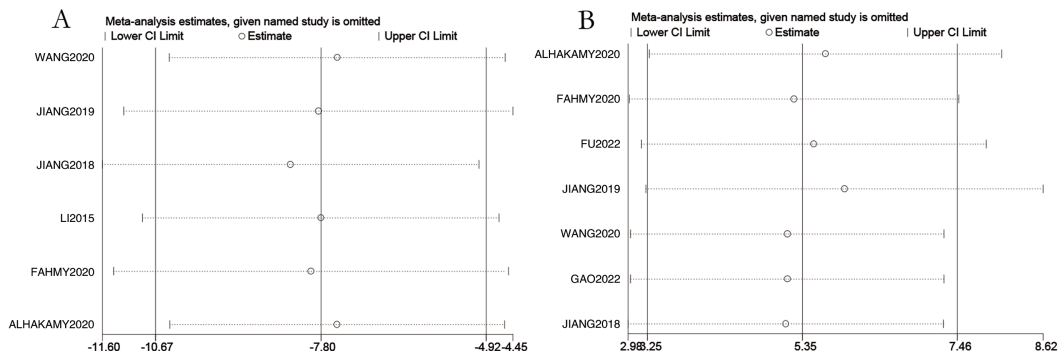 A
Meta-analysis estimates, given named study is omitted
| Lower CI Limit ○ Estimate | Upper CI Limit
WANG2020
JIANG2019
JIANG2018
LI2015
FAHMY2020
ALHAKAMY2020
-11.60 -10.67 -7.80 -4.92 -4.45
B
Meta-analysis estimates, given named study is omitted
| Lower CI Limit ○ Estimate | Upper CI Limit
ALHAKAMY2020
FAHMY2020
FU2022
JIANG2019
WANG2020
GAO2022
JIANG2018
2.98 3.25 5.35 7.46 8.62